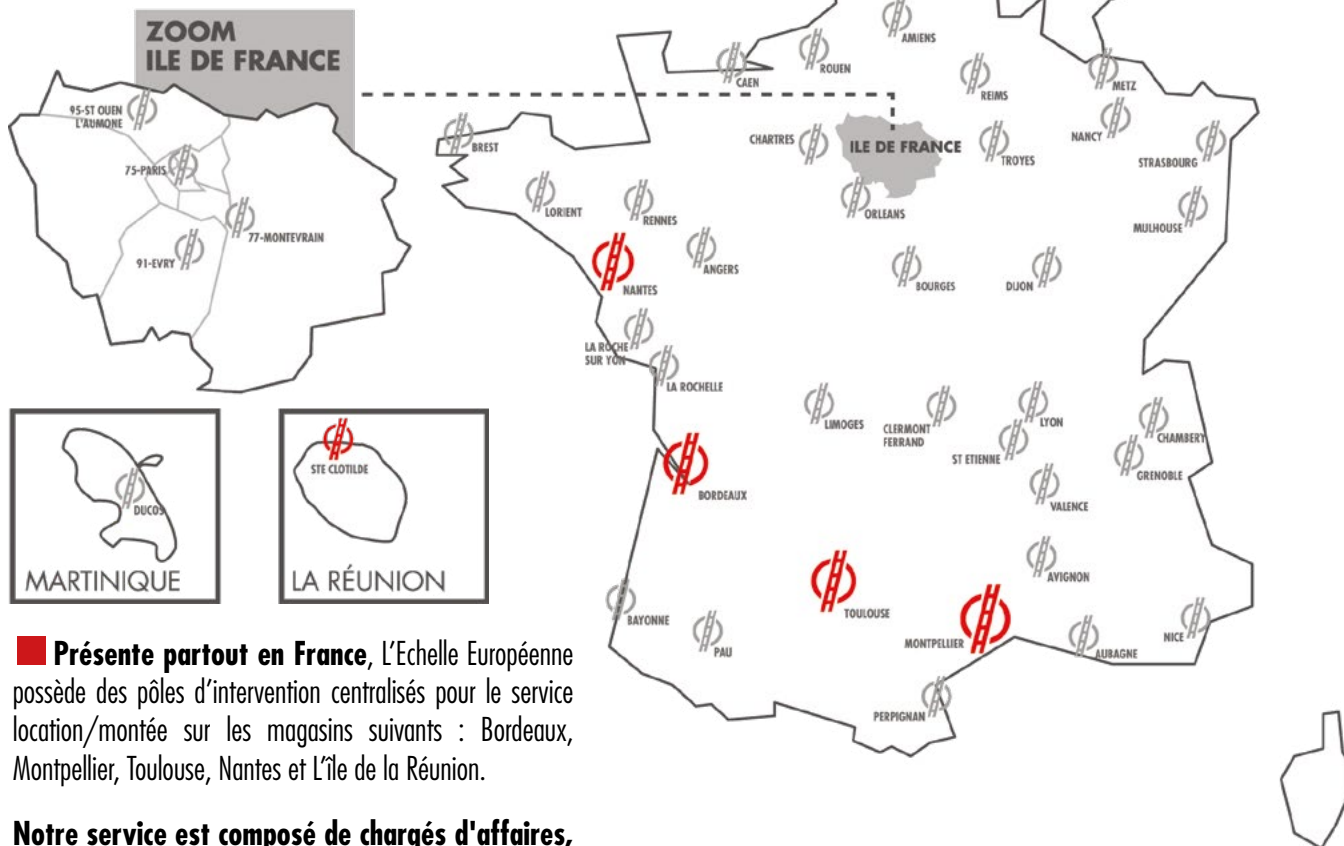 ZOOM
ILE DE FRANCE
95-ST OUEN
L'AUMONE
75-PARIS
77-MONTEVRAIN
91-EVRY
AMIENS
ROUEN
CAEN
REIMS
METZ
NANCY
CHARTRES
ILE DE FRANCE
TROYES
STRASBOURG
BREST
LORIENT
RENNES
ORLEANS
MULHOUSE
ANGERS
NANTES
BOURGES
DIJON
LA ROCHE
SUR YON
LA ROCHELLE
LIMOGES
CLERMONT
FERRAND
LYON
ST ETIENNE
CHAMBERY
GRENOBLE
BORDEAUX
VALENCE
AVIGNON
TOULOUSE
MONTPELLIER
BAYONNE
PAU
AUBAGNE
NICE
PERPIGNAN
DUCOS
MARTINIQUE
STE CLOTILDE
LA RÉUNION
Présente partout en France, L'Echelle Européenne
possède des pôles d'intervention centralisés pour le service
location/montée sur les magasins suivants : Bordeaux,
Montpellier, Toulouse, Nantes et L'île de la Réunion.
Notre service est composé de chargés d'affaires,